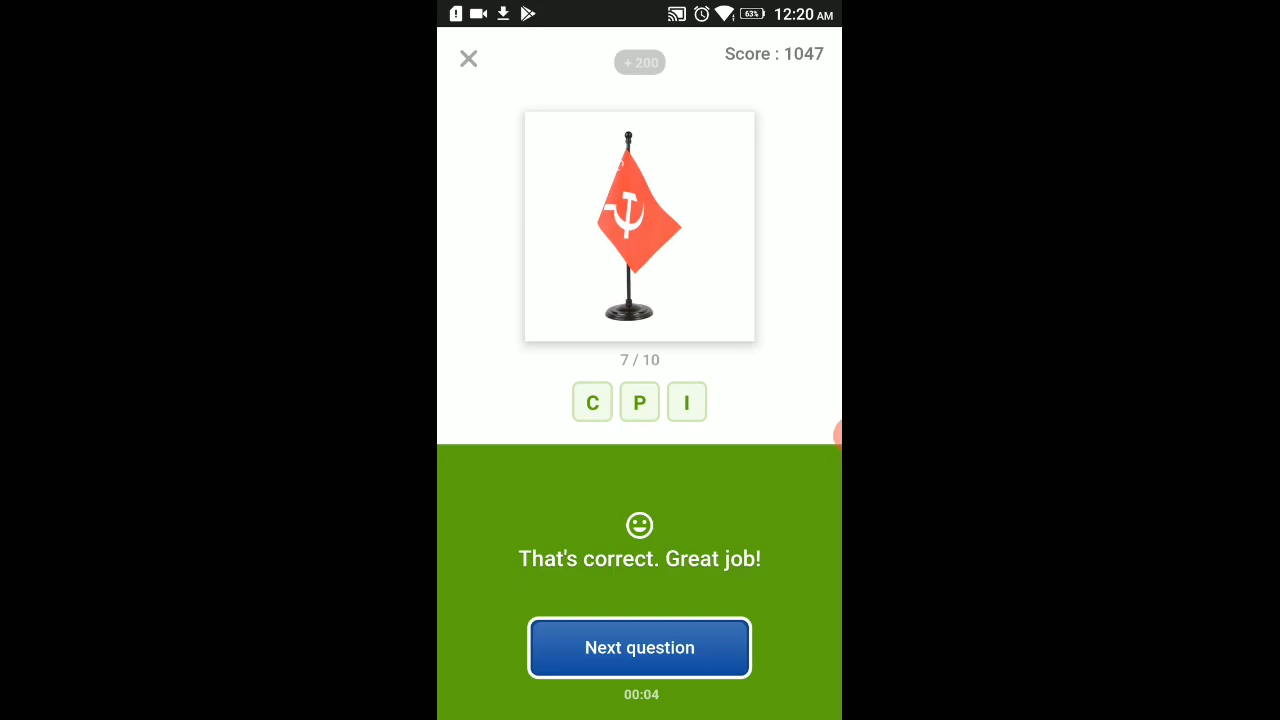 63% 12:20 AM
+ 200
Score : 1047
7 / 10
C P I
That's correct. Great job!
Next question
00:04